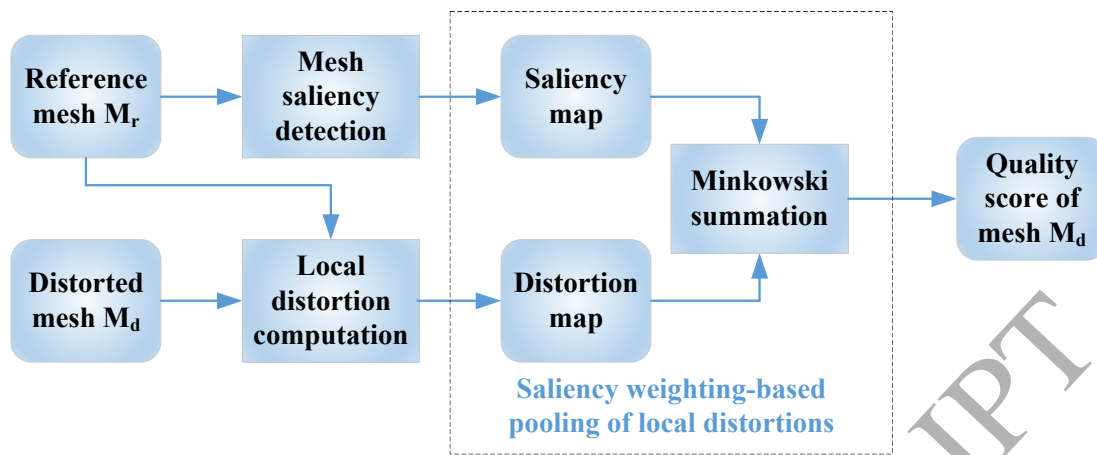 Reference
mesh Mr
Mesh
saliency
detection
Saliency
map
Minkowski
summation
Quality
score of
mesh Md
Distorted
mesh Md
Local
distortion
computation
Distortion
map
Saliency weighting-based
pooling of local distortions
IPT